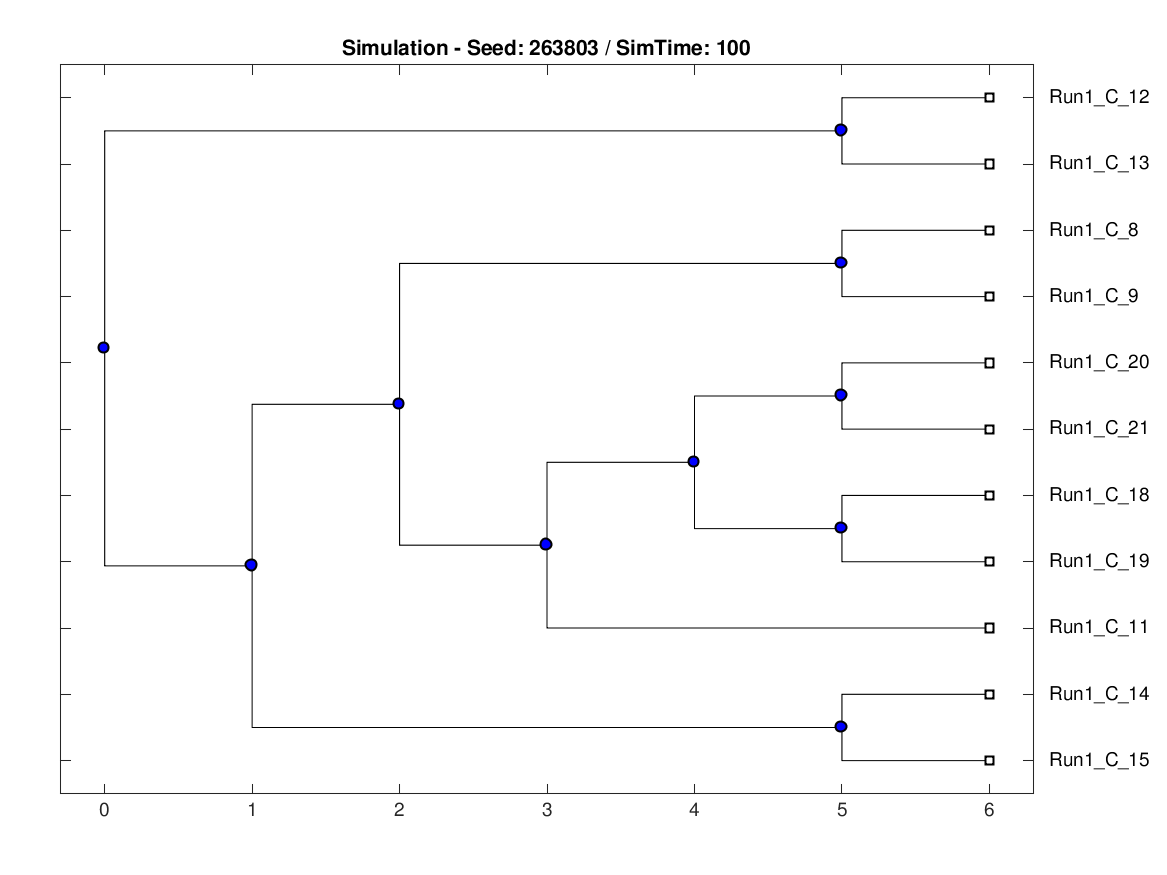 Simulation - Seed: 263803 / SimTime: 100
Run1_C_12
Run1_C_13
Run1_C_8
Run1_C_9
Run1_C_20
Run1_C_21
Run1_C_18
Run1_C_19
Run1_C_11
Run1_C_14
Run1_C_15
0 1 2 3 4 5 6